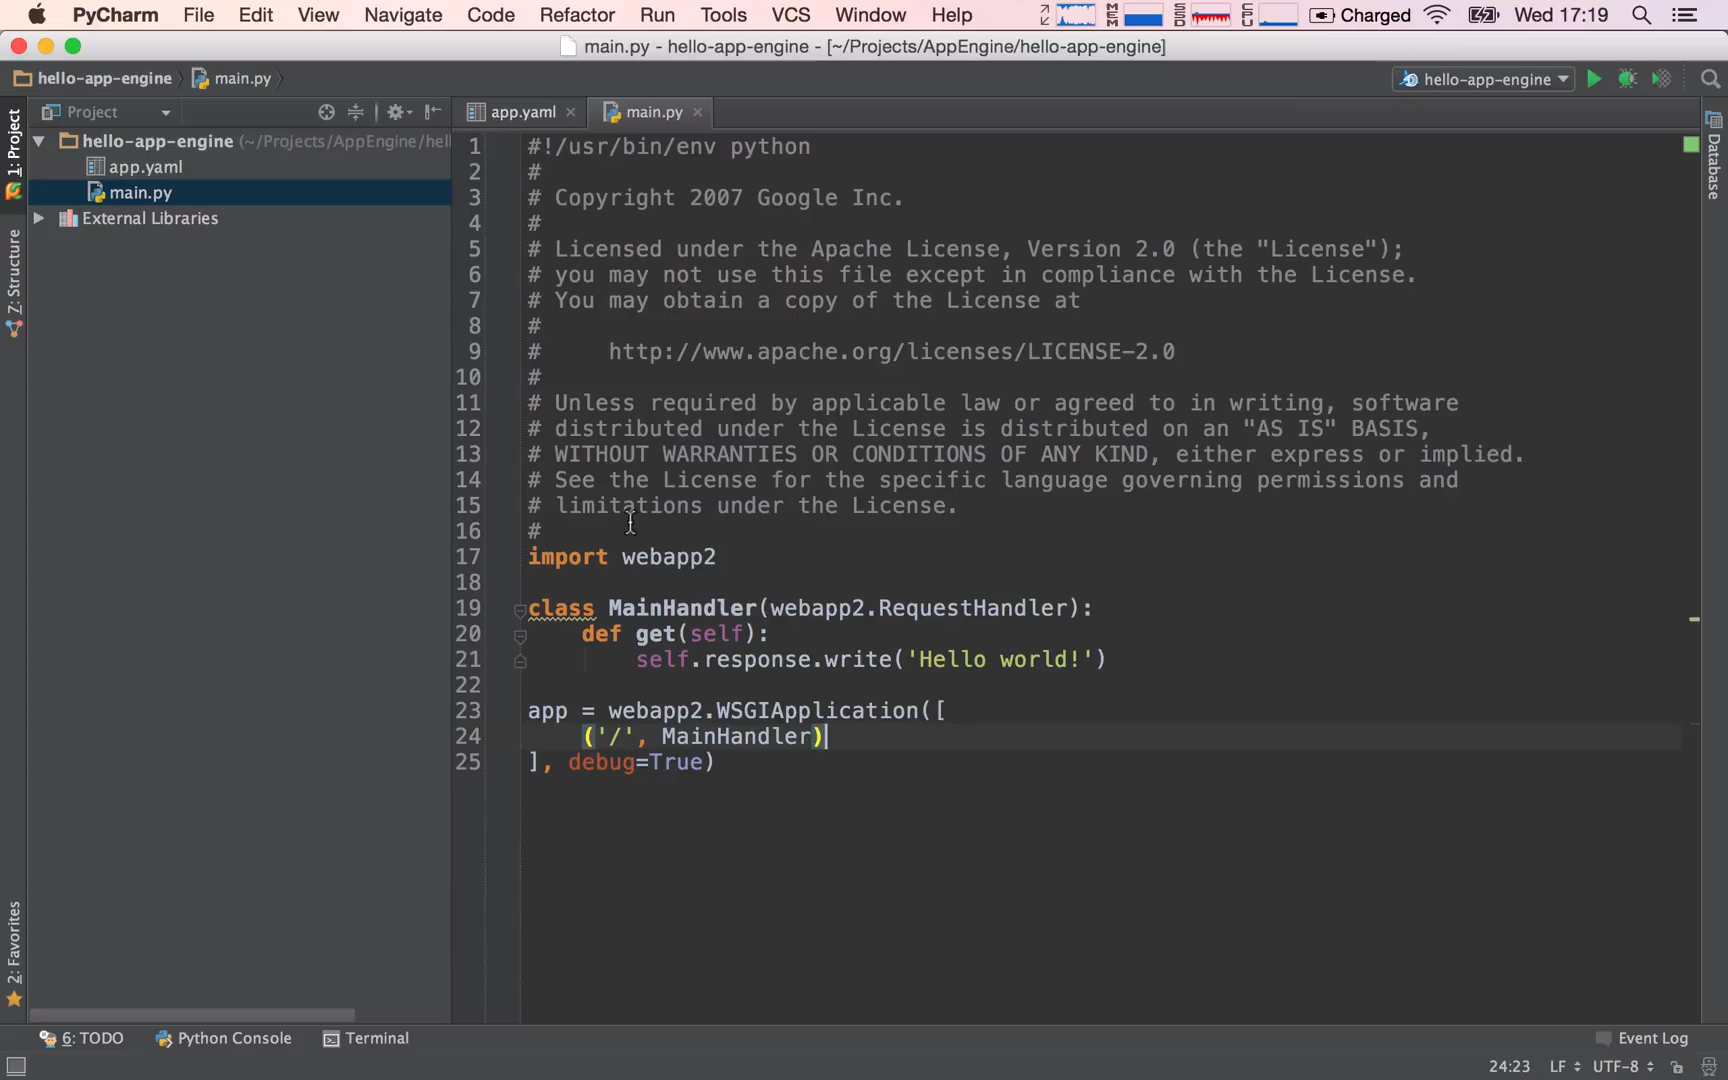 PyCharm File Edit View Navigate Code Refactor Run Tools VCS Window Help Charged Wed 17:19
main.py - hello-app-engine - [~/Projects/AppEngine/hello-app-engine]
hello-app-engine main.py hello-app-engine
Project app.yaml main.py
1: Project
Z: Structure
2: Favorites
Database
hello-app-engine (~/Projects/AppEngine/hell
app.yaml
main.py
External Libraries
1 #!/usr/bin/env python
2 #
3 # Copyright 2007 Google Inc.
4 #
5 # Licensed under the Apache License, Version 2.0 (the "License");
6 # you may not use this file except in compliance with the License.
7 # You may obtain a copy of the License at
8 #
9 #     http://www.apache.org/licenses/LICENSE-2.0
10 #
11 # Unless required by applicable law or agreed to in writing, software
12 # distributed under the License is distributed on an "AS IS" BASIS,
13 # WITHOUT WARRANTIES OR CONDITIONS OF ANY KIND, either express or implied.
14 # See the License for the specific language governing permissions and
15 # limitations under the License.
16 #
17 import webapp2
18
19 class MainHandler(webapp2.RequestHandler):
20     def get(self):
21         self.response.write('Hello world!')
22
23 app = webapp2.WSGIApplication([
24     ('/', MainHandler)
25 ], debug=True)
6: TODO Python Console Terminal Event Log
24:23 LF UTF-8